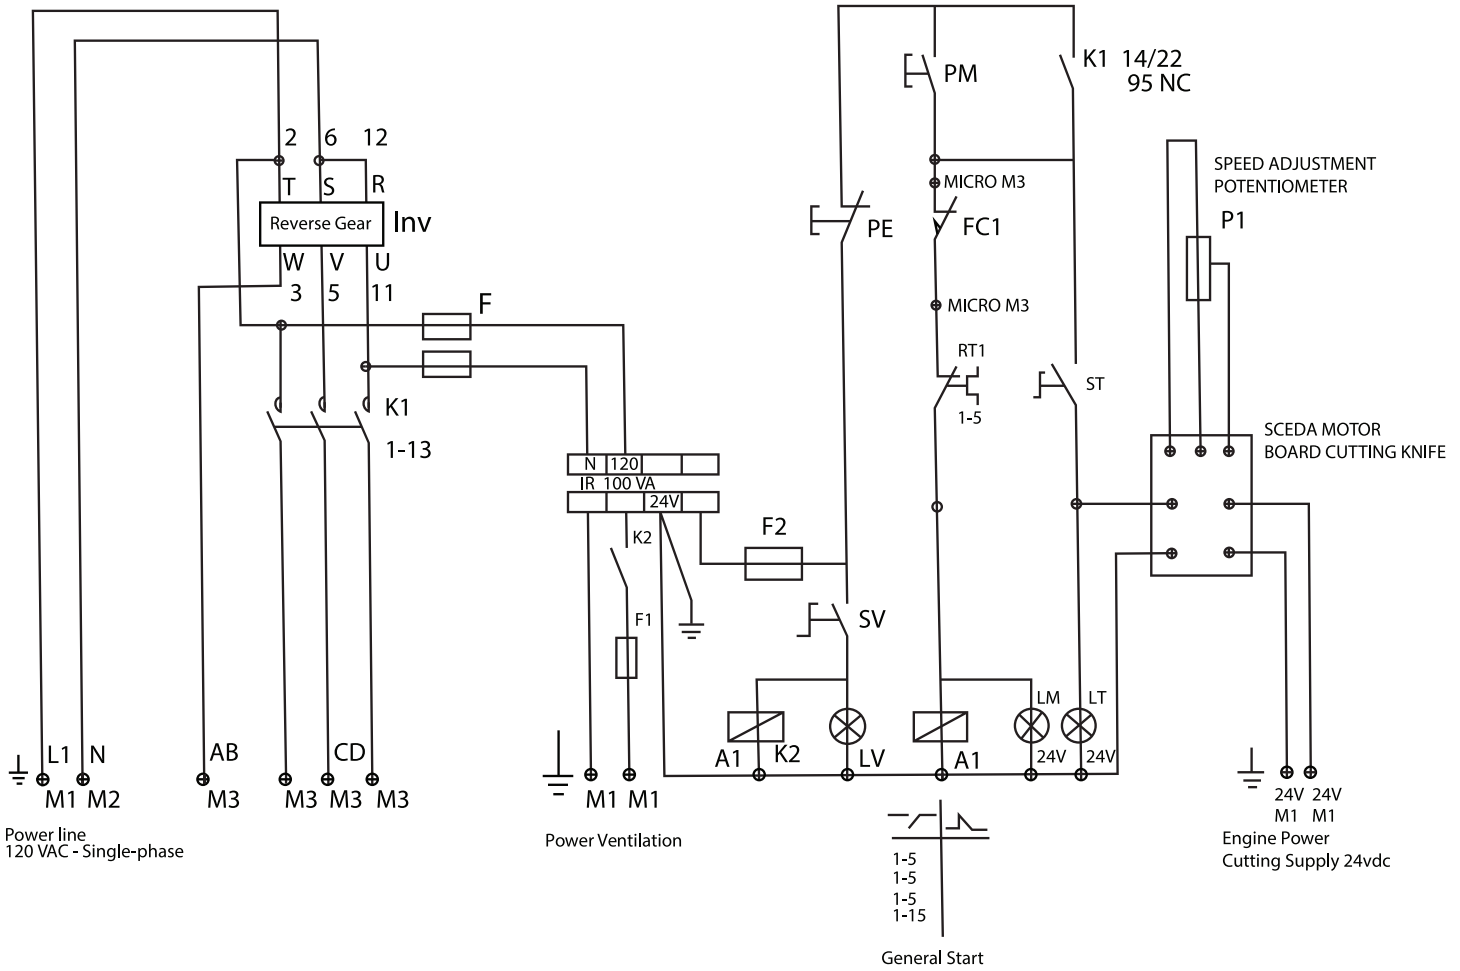 K1 14/22
95 NC
PM
2 6 12
SPEED ADJUSTMENT
POTENTIOMETER
T S R
MICRO M3
P1
Reverse Gear
Inv
PE
FC1
W V U
3 5 11
F
MICRO M3
RT1
ST
1-5
K1
1-13
SCEDA MOTOR
BOARD CUTTING KNIFE
N 120
IR 100 VA
24V
F2
K2
F1
SV
LM LT
24V 24V
A1 K2 LV A1
L1 N AB CD
M1 M2 M3 M3 M3 M3
M1 M1
24V 24V
M1 M1
Power line
120 VAC - Single-phase
Power Ventilation
Engine Power
Cutting Supply 24vdc
1-5
1-5
1-5
1-15
General Start